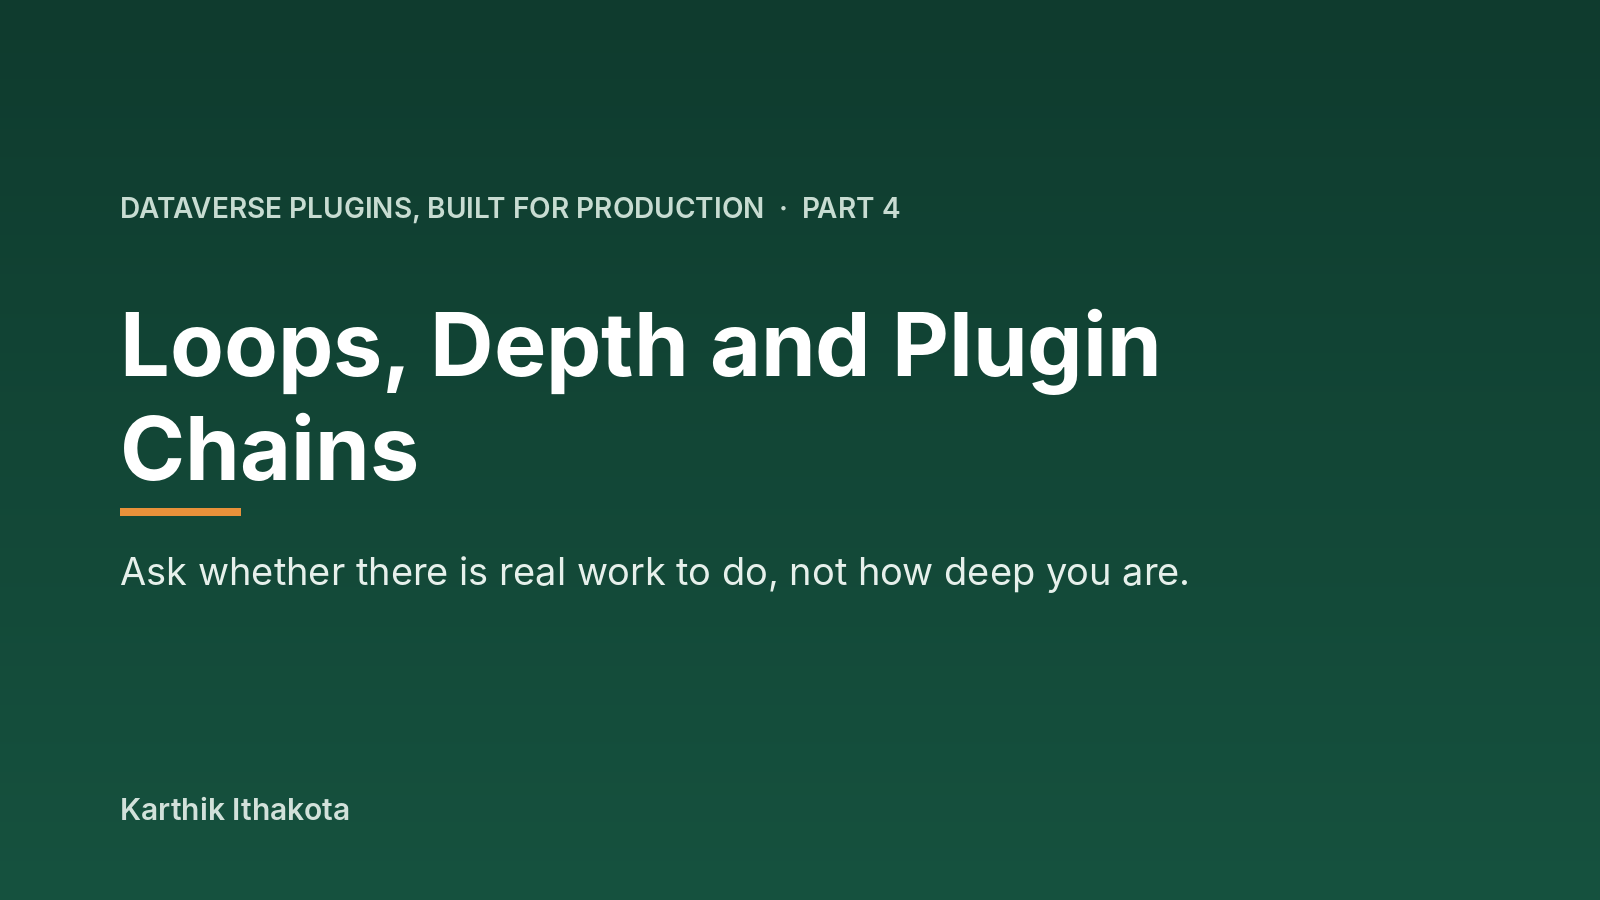 DATAVERSE PLUGINS, BUILT FOR PRODUCTION · PART 4
Loops, Depth and Plugin
Chains
Ask whether there is real work to do, not how deep you are.
Karthik Ithakota